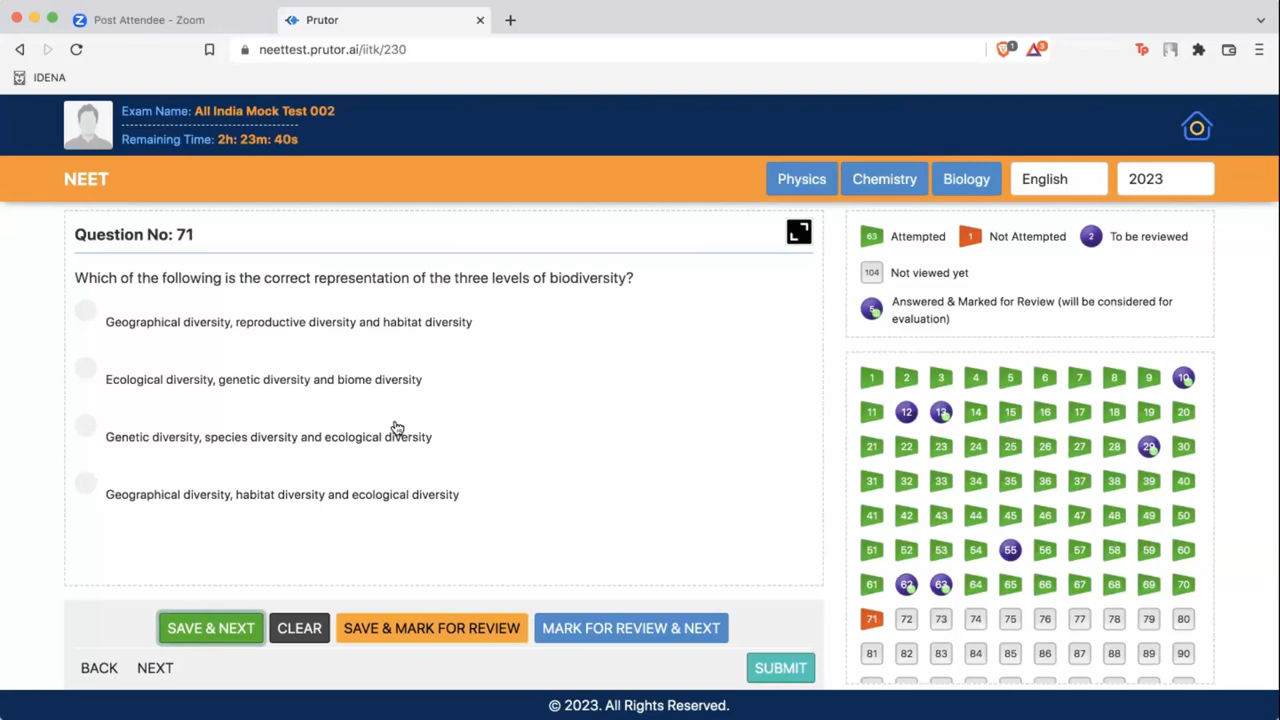 Post Attendee - Zoom
Prutor
neettest.prutor.ai/iitk/230
1
3
Tp
IDENA
Exam Name: All India Mock Test 002
Remaining Time: 2h: 23m: 40s
NEET
Physics
Chemistry
Biology
English
2023
Question No: 71
Which of the following is the correct representation of the three levels of biodiversity?
Geographical diversity, reproductive diversity and habitat diversity
Ecological diversity, genetic diversity and biome diversity
Genetic diversity, species diversity and ecological diversity
Geographical diversity, habitat diversity and ecological diversity
SAVE & NEXT
CLEAR
SAVE & MARK FOR REVIEW
MARK FOR REVIEW & NEXT
BACK
NEXT
SUBMIT
63 Attempted
1 Not Attempted
2 To be reviewed
104 Not viewed yet
5 Answered & Marked for Review (will be considered for
evaluation)
1 2 3 4 5 6 7 8 9 10
11 12 13 14 15 16 17 18 19 20
21 22 23 24 25 26 27 28 29 30
31 32 33 34 35 36 37 38 39 40
41 42 43 44 45 46 47 48 49 50
51 52 53 54 55 56 57 58 59 60
61 62 63 64 65 66 67 68 69 70
71 72 73 74 75 76 77 78 79 80
81 82 83 84 85 86 87 88 89 90
© 2023. All Rights Reserved.